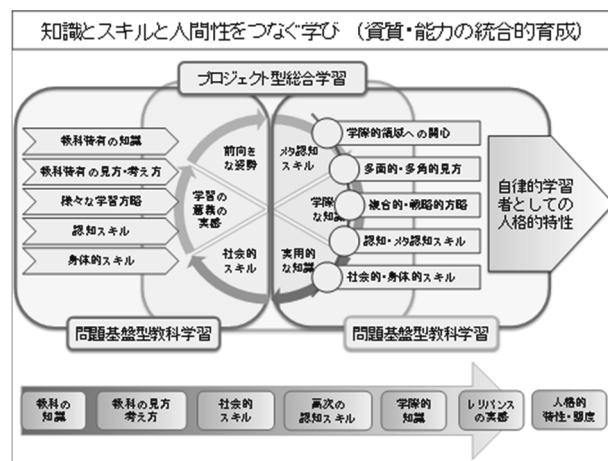 知識とスキルと人間性をつなぐ学び （資質・能力の統合的育成）
プロジェクト型総合学習
教科特有の知識
教科特有の見方・考え方
様々な学習方略
認知スキル
身体的スキル
前向き
な姿勢
メタ認知
スキル
学習の
意義の
実感
学際的
な知識
社会的
スキル
実用的
な知識
学際的領域への関心
多面的・多角的見方
複合的・戦略的方略
認知・メタ認知スキル
社会的・身体的スキル
自律的学習
者としての
人格的特性
問題基盤型教科学習
問題基盤型教科学習
教科の
知識
教科の見方
考え方
社会的
スキル
高次の
認知スキル
学際的
知識
レリバンス
の実感
人格的
特性・態度